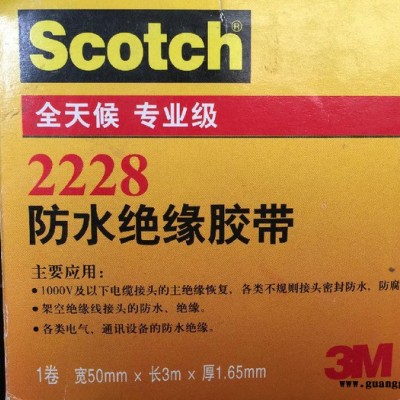 Scotch®
全天候 专业级
2228
防水绝缘胶带
主要应用：
• 1000V及以下电缆接头的主绝缘恢复，各类不规则接头密封防水，防腐
• 架空绝缘线接头的防水、绝缘。
• 各类电气、通讯设备的防水绝缘。
1卷 宽50mm × 长3m × 厚1.65mm
3M
www.guangg